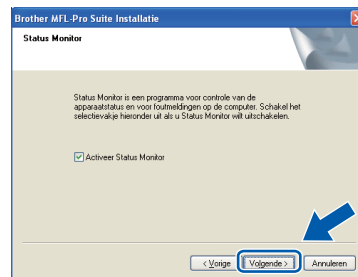 Brother MFL-Pro Suite Installatie
Status Monitor
Status Monitor is een programma voor controle van de
apparaatstatus en voor foutmeldingen op de computer. Schakel het
selectievakje hieronder uit als u Status Monitor wilt uitschakelen.
Activeer Status Monitor
< Vorige
Volgende >
Annuleren